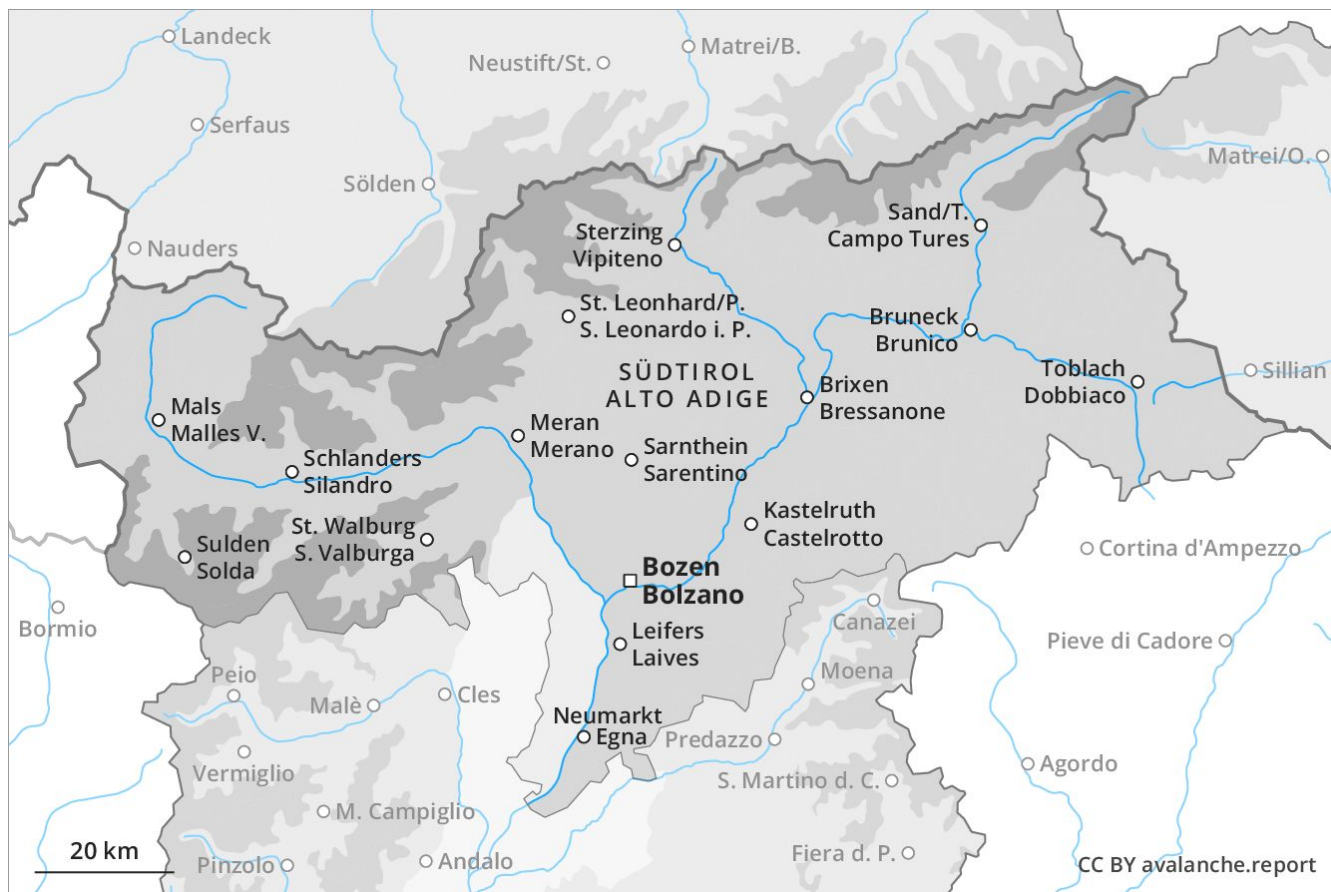 Landeck
Matrei/B.
Neustift/St.
Serfaus
Matrei/O.
Sölden
Sand/T.
Campo Tures
Sterzing
Vipiteno
Nauders
St. Leonhard/P.
S. Leonardo i. P.
Bruneck
Brunico
SÜDTIROL
ALTO ADIGE
Toblach
Dobbiaco
Sillian
Brixen
Bressanone
Mals
Malles V.
Meran
Merano
Sarnthein
Sarentino
Schlanders
Silandro
Kastelruth
Castelrotto
St. Walburg
S. Valburga
Sulden
Solda
Cortina d'Ampezzo
Bozen
Bolzano
Bormio
Canazei
Leifers
Laives
Pieve di Cadore
Peio
Moena
Malè
Cles
Neumarkt
Egna
Predazzo
Vermiglio
Agordo
S. Martino d. C.
M. Campiglio
20 km
Pinzolo
Andalo
Fiera d. P.
CC BY avalanche.report